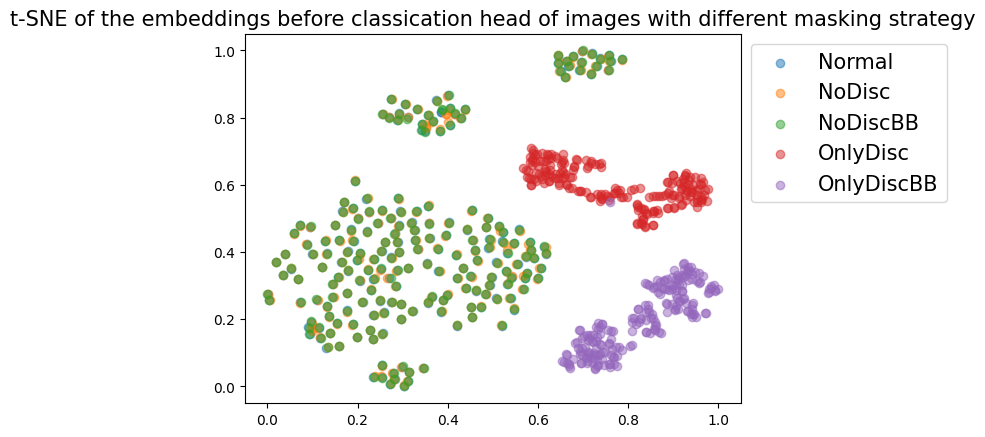 t-SNE of the embeddings before classication head of images with different masking strategy
Normal
NoDisc
NoDiscBB
OnlyDisc
OnlyDiscBB
1.0
0.8
0.6
0.4
0.2
0.0
0.0 0.2 0.4 0.6 0.8 1.0